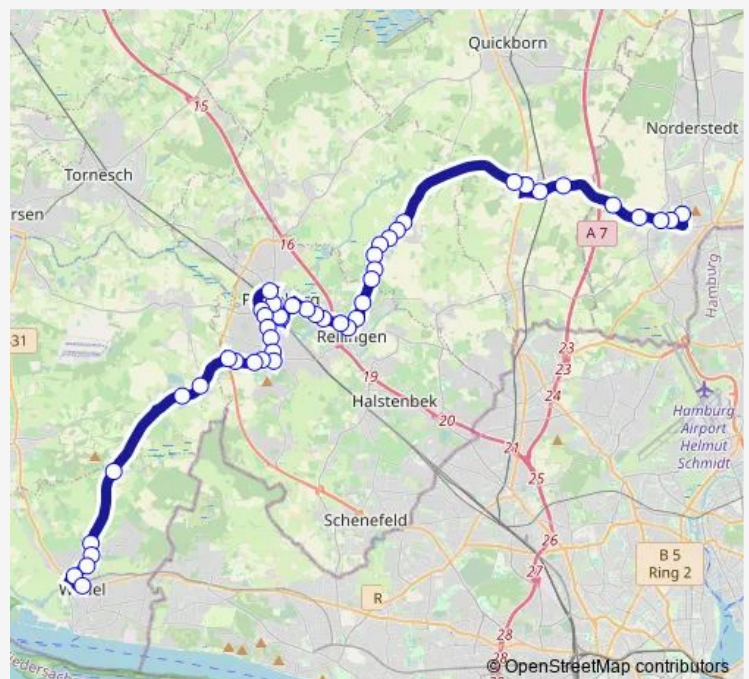 Quickborn
15
Norderstedt
Tornesch
rsen
16
A 7
Hamburg
31
Rellingen
19
23
23
Halstenbek
24
20
Hamburg
Airport
Helmut
Schmidt
21
25
Schenefeld
26
B 5
Ring 2
27
R
28
© OpenStreetMap contributors